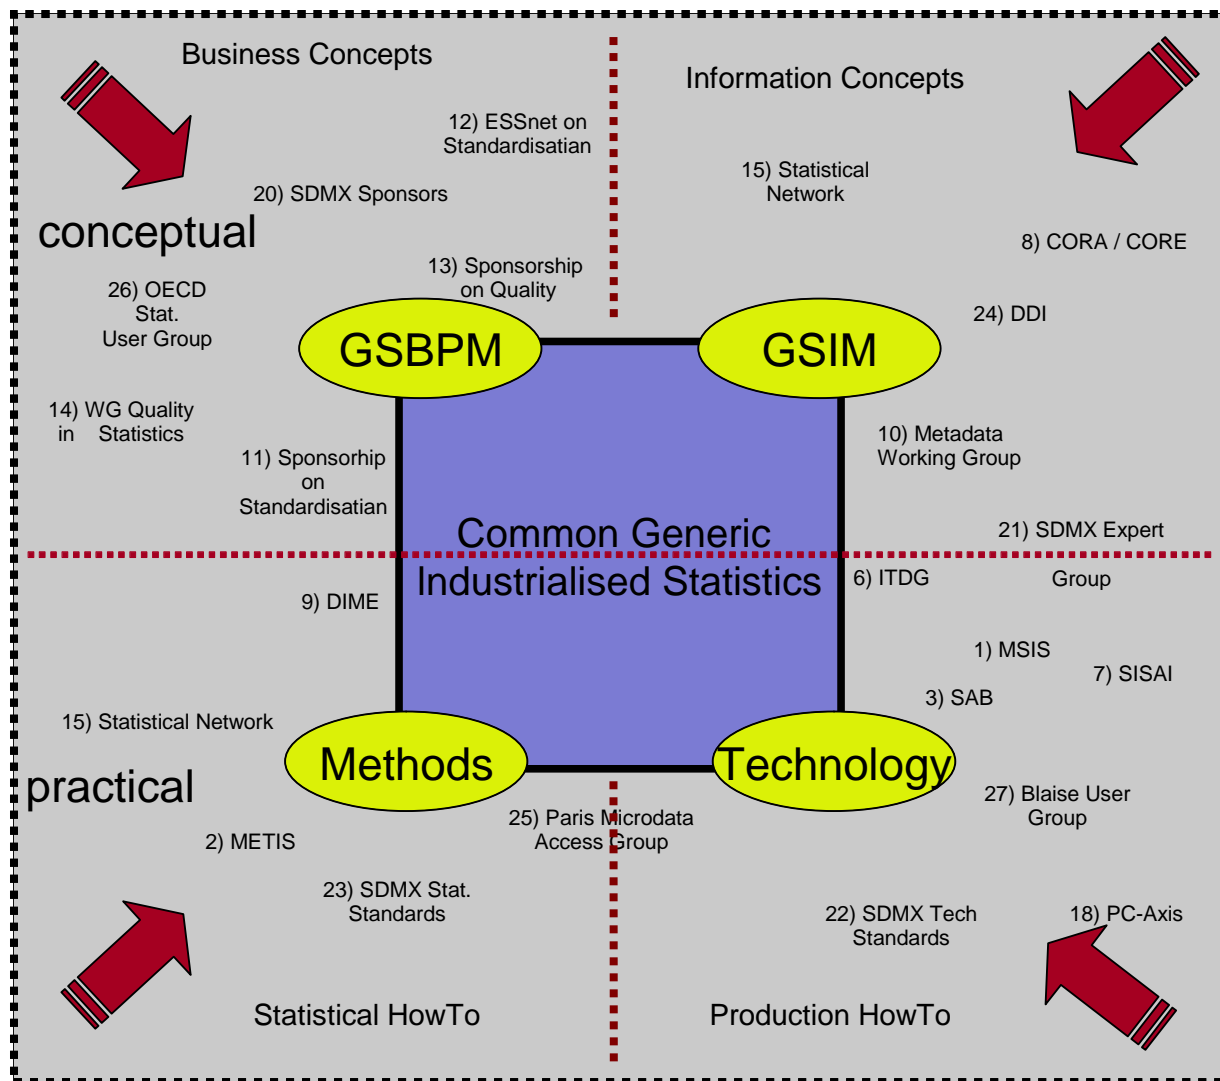 Business Concepts
Information Concepts
12) ESSnet on
Standardisatian
15) Statistical
Network
20) SDMX Sponsors
conceptual
8) CORA / CORE
13) Sponsorship
on Quality
26) OECD
Stat.
User Group
24) DDI
GSBPM
GSIM
14) WG Quality
in Statistics
10) Metadata
Working Group
11) Sponsorhip
on
Standardisatian
Common Generic
Industrialised Statistics
21) SDMX Expert
Group
6) ITDG
9) DIME
1) MSIS
7) SISAI
3) SAB
15) Statistical Network
Methods
Technology
practical
27) Blaise User
Group
25) Paris Microdata
Access Group
2) METIS
23) SDMX Stat.
Standards
22) SDMX Tech
Standards
18) PC-Axis
Statistical HowTo
Production HowTo